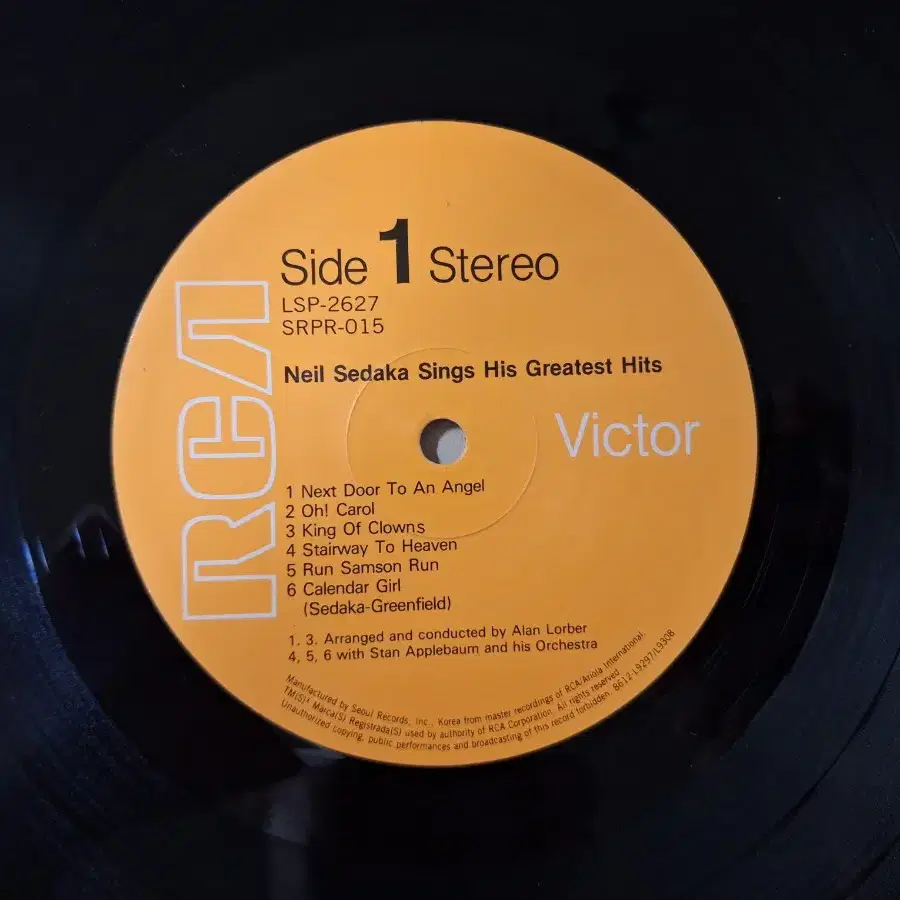 RCA
Side 1 Stereo
LSP-2627
SRPR-015
Neil Sedaka Sings His Greatest Hits
Victor
1 Next Door To An Angel
2 Oh! Carol
3 King Of Clowns
4 Stairway To Heaven
5 Run Samson Run
6 Calendar Girl
(Sedaka-Greenfield)
1. 3. Arranged and conducted by Alan Lorber
4, 5, 6 with Stan Applebaum and his Orchestra
Manufactured by Seoul Records, Inc., Korea from master recordings of RCA/Ariola International.
TM(S)® Marca(S) Registrada(S) used by authority of RCA Corporation. All rights reserved
Unauthorized copying, public performances and broadcasting of this record forbidden. 8612-L9297/L9308